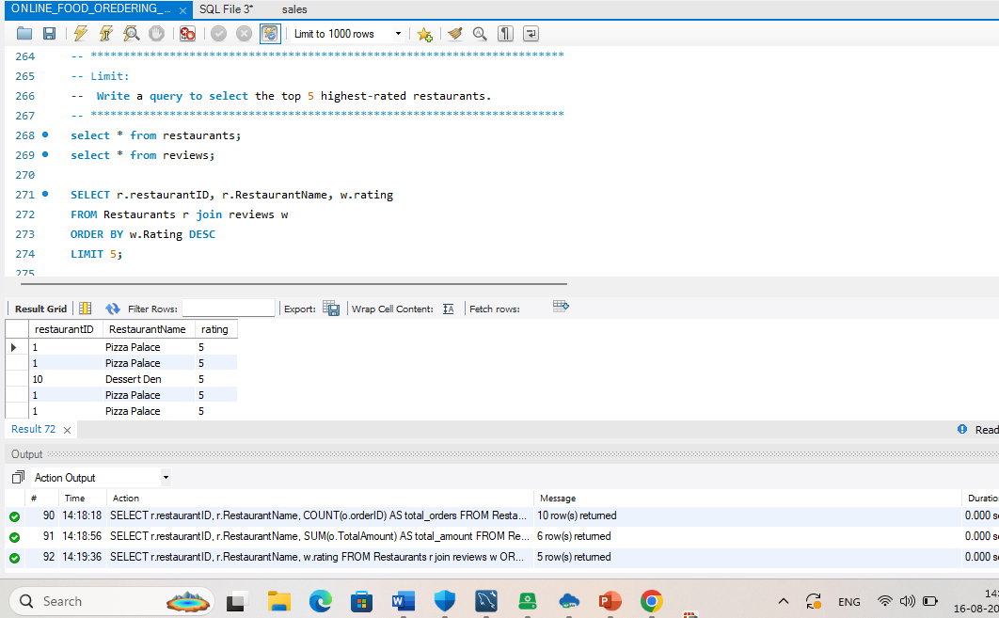 ONLINE_FOOD_OREDERING_... SQL File 3* sales
Limit to 1000 rows
264 -- **********************************************************************
265 -- Limit:
266 -- Write a query to select the top 5 highest-rated restaurants.
267 -- **********************************************************************
268 select * from restaurants;
269 select * from reviews;
270
271 SELECT r.restaurantID, r.RestaurantName, w.rating
272 FROM Restaurants r join reviews w
273 ORDER BY w.Rating DESC
274 LIMIT 5;
275
Result Grid Filter Rows: Export: Wrap Cell Content: IA Fetch rows:
restaurantID RestaurantName rating
1 Pizza Palace 5
1 Pizza Palace 5
10 Dessert Den 5
1 Pizza Palace 5
1 Pizza Palace 5
Result 72 Read
Output
Action Output
# Time Action Message Duratio
90 14:18:18 SELECT r.restaurantID, r.RestaurantName, COUNT(o.orderID) AS total_orders FROM Resta... 10 row(s) returned 0.000 s
91 14:18:56 SELECT r.restaurantID, r.RestaurantName, SUM(o.TotalAmount) AS total_amount FROM Re... 6 row(s) returned 0.000 s
92 14:19:36 SELECT r.restaurantID, r.RestaurantName, w.rating FROM Restaurants r join reviews w OR... 5 row(s) returned 0.000 s
Search ENG 14:
16-08-20